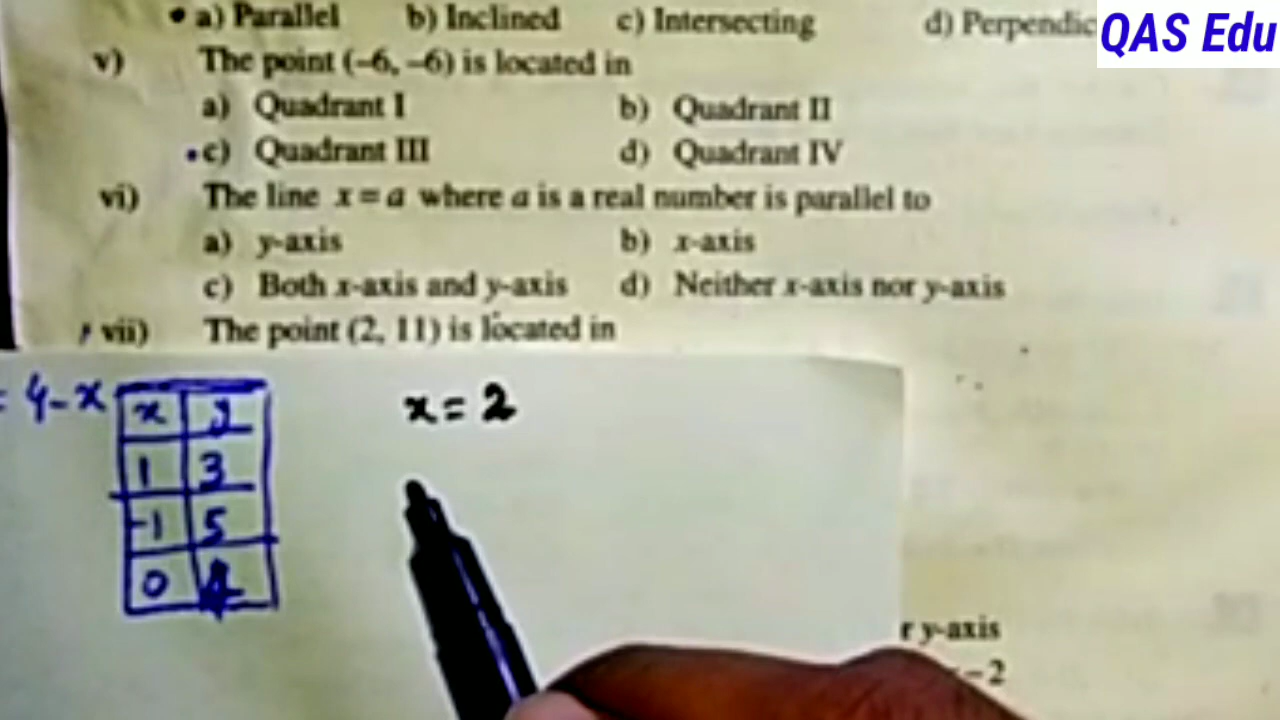 • a) Parallel b) Inclined c) Intersecting d) Perpendic
QAS Edu
v) The point (–6, –6) is located in
a) Quadrant I b) Quadrant II
•c) Quadrant III d) Quadrant IV
vi) The line x = a where a is a real number is parallel to
a) y-axis b) x-axis
c) Both x-axis and y-axis d) Neither x-axis nor y-axis
vii) The point (2, 11) is located in
= 4 - x
x y
1 3
-1 5
0 4
x = 2
r y-axis
–2